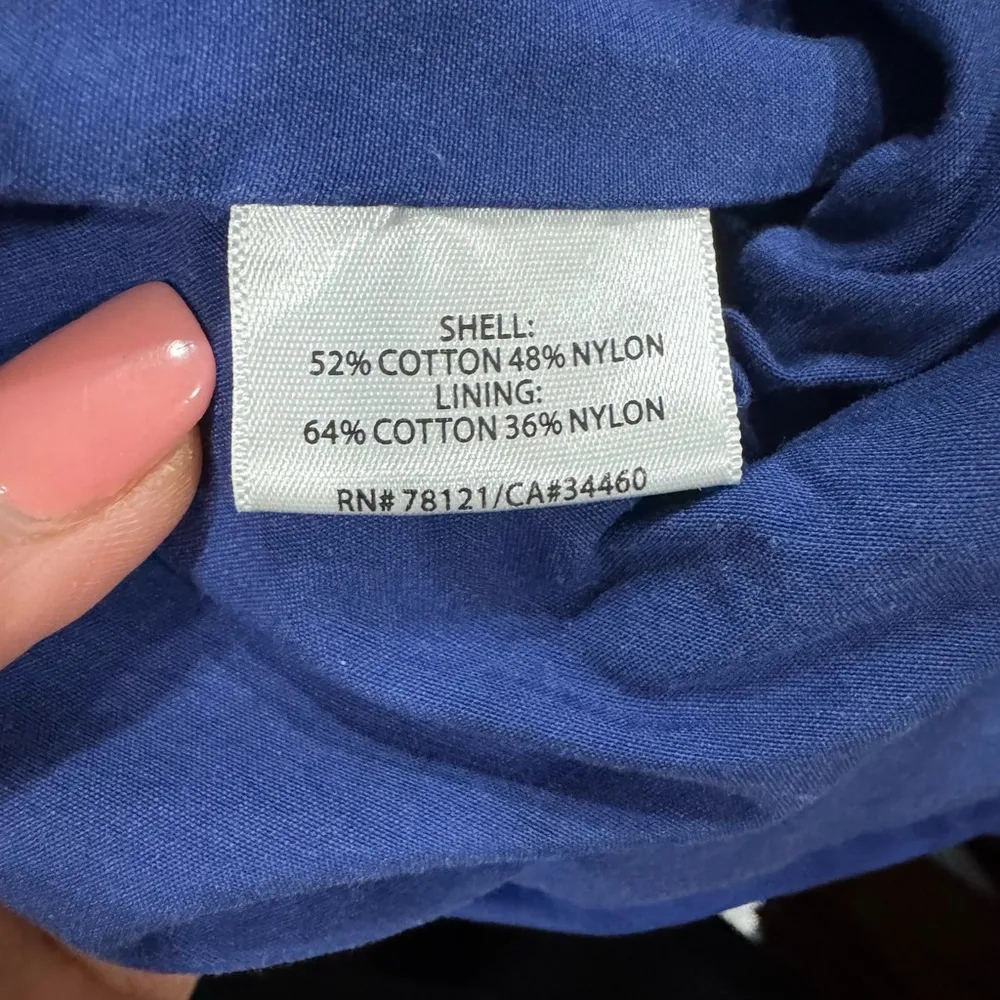 SHELL:
52% COTTON 48% NYLON
LINING:
64% COTTON 36% NYLON
RN# 78121/CA#34460